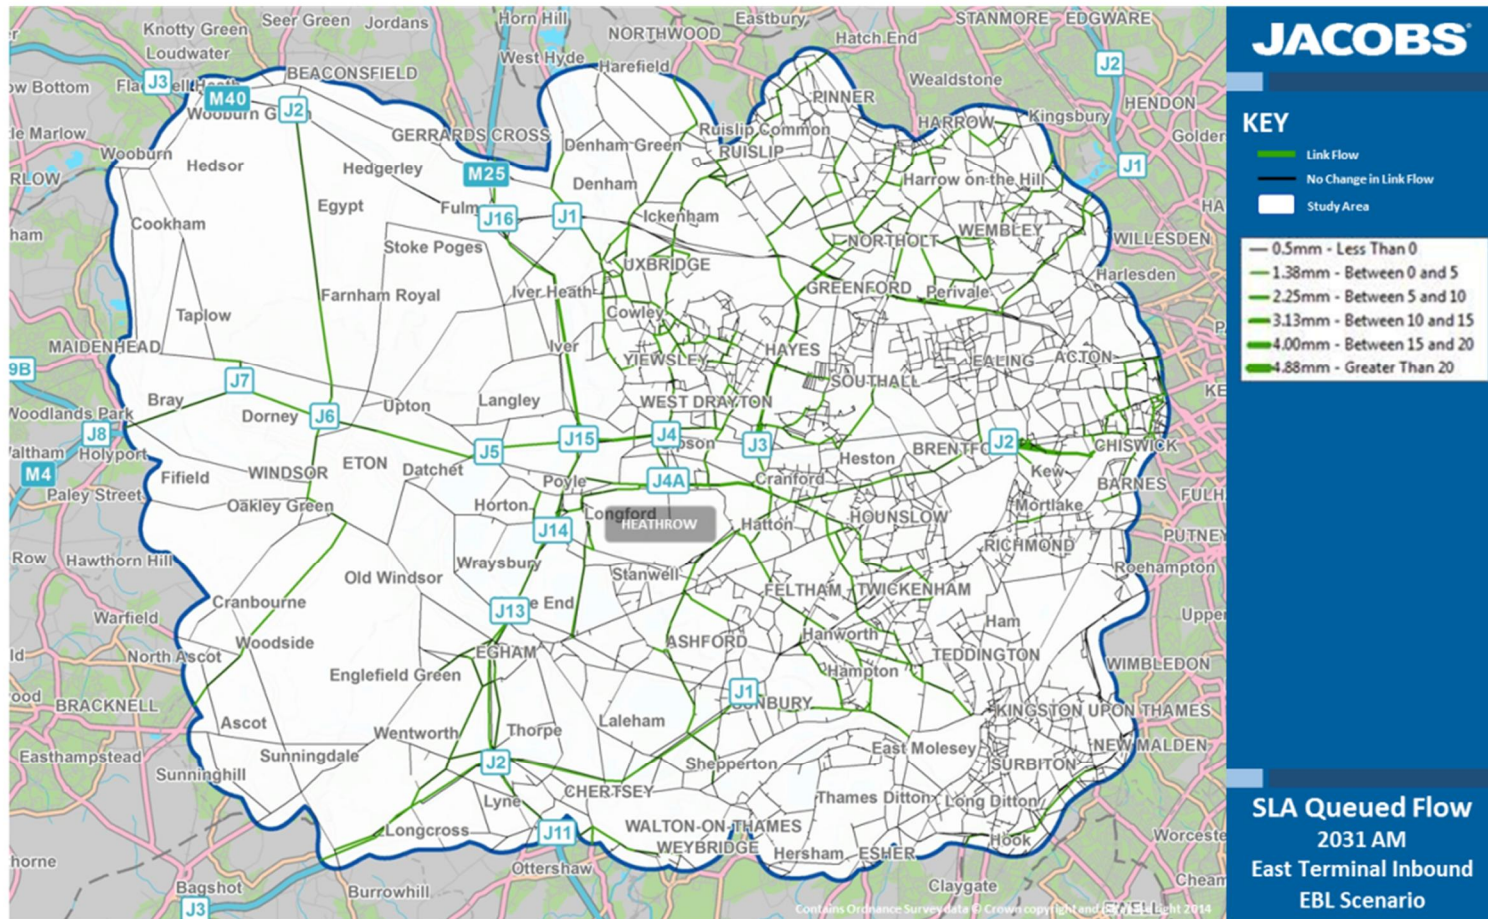 Horn Hill
Seer Green
Jordans
Eastbury
STANMORE
EDGWARE
Knotty Green
NORTHWOOD
Hatch End
Loudwater
West Hyde
J2
J3
BEACONSFIELD
Harefield
Wealdstone
M40
J2
PINNER
HENDON
GERRARDS CROSS
Ruislip Common
HARROW
Kingsbury
Denham Green
RUISLIP
Wooburn
Hedsor
Hedgerley
M25
Denham
Harrow on the Hill
J1
Egypt
J16
J1
Ickenham
Cookham
Stoke Poges
NORTHOLT
WEMBLEY
WILLESDEN
UXBRIDGE
Harlesden
Farnham Royal
Iver Heath
GREENFORD
Perivale
Taplow
Cowley
MAIDENHEAD
Iver
YIEWSLEY
HAYES
EALING
ACTON
9B
J7
SOUTHALL
Bray
Upton
Langley
WEST DRAYTON
Woodlands Park
Dorney
J6
J8
J5
J15
J4
J3
J2
CHISWICK
Holyport
ETON
Heston
M4
Fifield
WINDSOR
Datchet
Poyle
J4A
Cranford
Kew
BARNES
Paley Street
Oakley Green
Horton
Longford
HEATHROW
Hatton
HOUNSLOW
Mortlake
J14
RICHMOND
PUTNEY
Hawthorn Hill
Wraysbury
Stanwell
Roehampton
Old Windsor
FELTHAM
TWICKENHAM
Cranbourne
J13
Warfield
Ham
Woodside
ASHFORD
Hanworth
North Ascot
EGHAM
TEDDINGTON
WIMBLEDON
Englefield Green
Hampton
BRACKNELL
J1
KINGSTON UPON THAMES
Ascot
Laleham
Wentworth
Thorpe
East Molesey
NEW MALDEN
Easthampstead
Sunningdale
J2
Shepperton
SURBITON
Sunninghill
Lyne
CHERTSEY
Thames Ditton
Long Ditton
Longcross
J11
WALTON-ON-THAMES
WEYBRIDGE
Hersham
ESHER
Hook
Ottershaw
Bagshot
Burrowhill
Claygate
J3
JACOBS®
KEY
Link Flow
No Change in Link Flow
Study Area
0.5mm - Less Than 0
1.38mm - Between 0 and 5
2.25mm - Between 5 and 10
3.13mm - Between 10 and 15
4.00mm - Between 15 and 20
4.88mm - Greater Than 20
SLA Queued Flow
2031 AM
East Terminal Inbound
EBL Scenario